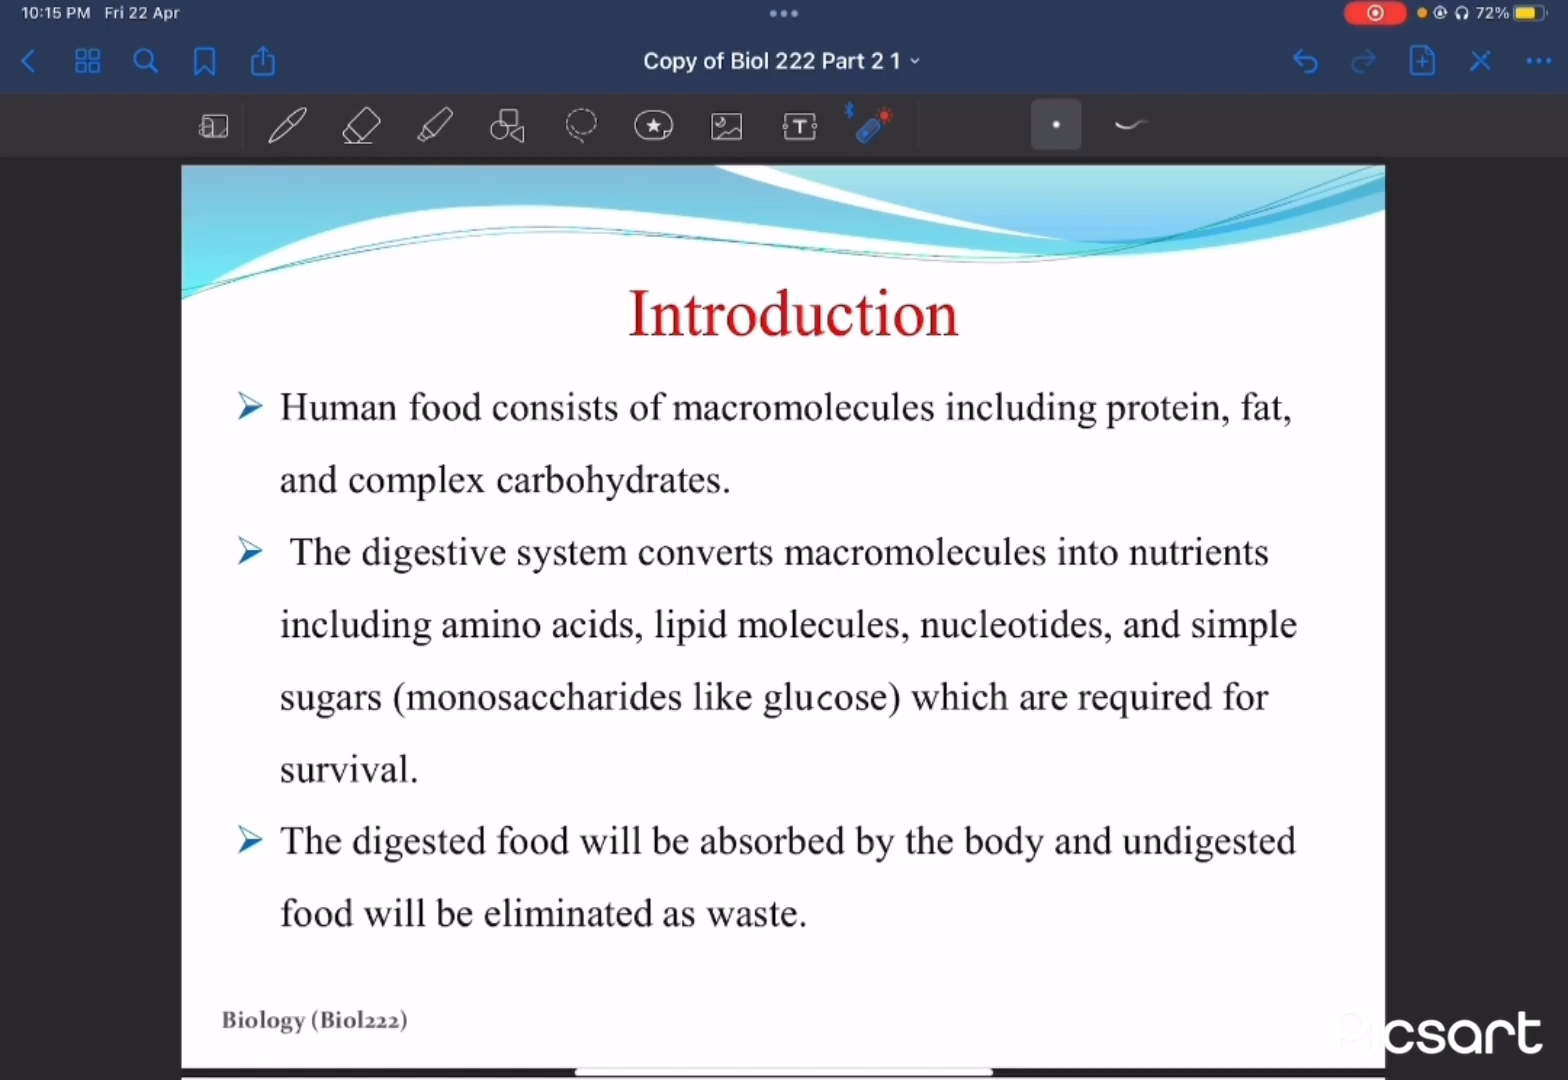 10:15 PM Fri 22 Apr
72%
Copy of Biol 222 Part 2 1
T
Introduction
Human food consists of macromolecules including protein, fat,
and complex carbohydrates.
The digestive system converts macromolecules into nutrients
including amino acids, lipid molecules, nucleotides, and simple
sugars (monosaccharides like glucose) which are required for
survival.
The digested food will be absorbed by the body and undigested
food will be eliminated as waste.
Biology (Biol222)
Picsart